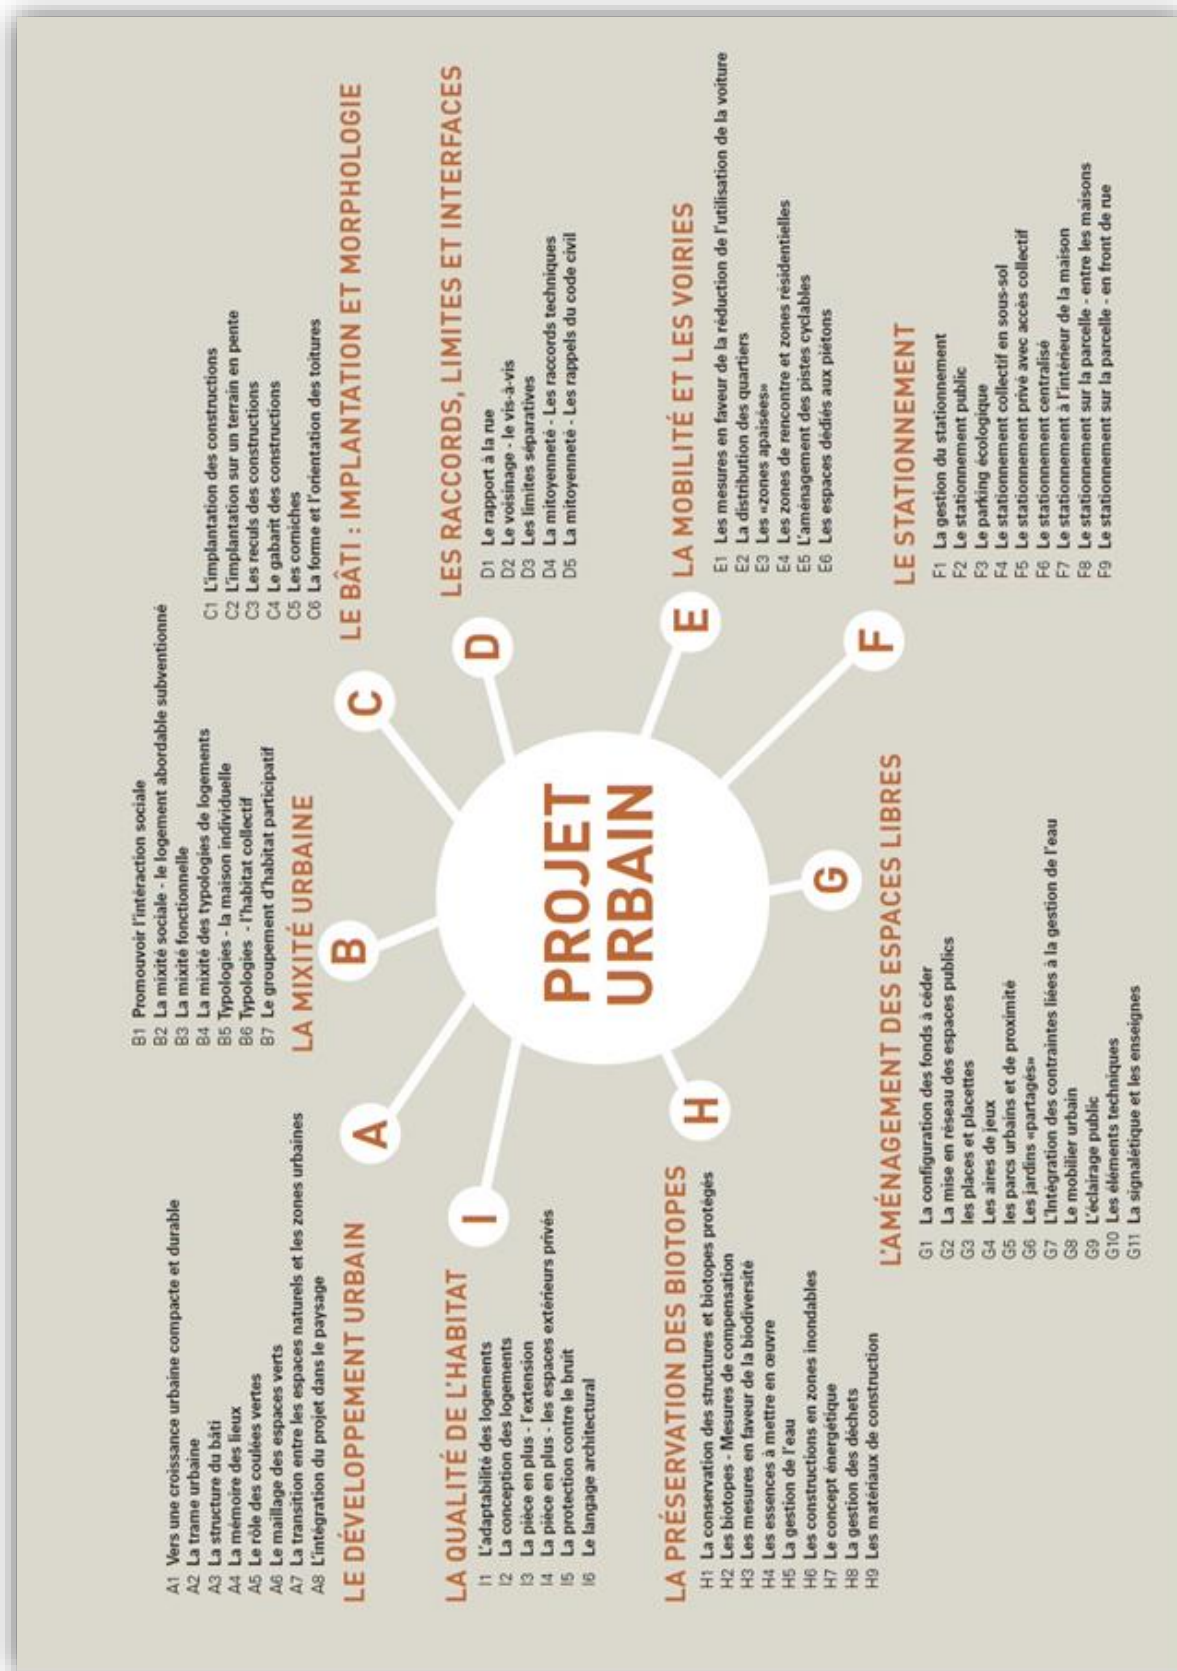 PROJET
URBAIN
A
A1 Vers une croissance urbaine compacte et durable
A2 La trame urbaine
A3 La structure du bâti
A4 La mémoire des lieux
A5 Le rôle des coulées vertes
A6 Le maillage des espaces verts
A7 La transition entre les espaces naturels et les zones urbaines
A8 L'intégration du projet dans le paysage
LE DÉVELOPPEMENT URBAIN
B
B1 Promouvoir l'intéraction sociale
B2 La mixité sociale - le logement abordable subventionné
B3 La mixité fonctionnelle
B4 La mixité des typologies de logements
B5 Typologies - la maison individuelle
B6 Typologies - l'habitat collectif
B7 Le groupement d'habitat participatif
LA MIXITÉ URBAINE
C
C1 L'implantation des constructions
C2 L'implantation sur un terrain en pente
C3 Les reculs des constructions
C4 Le gabarit des constructions
C5 Les corniches
C6 La forme et l'orientation des toitures
LE BÂTI : IMPLANTATION ET MORPHOLOGIE
D
LES RACCORDS, LIMITES ET INTERFACES
D1 Le rapport à la rue
D2 Le voisinage - le vis-à-vis
D3 Les limites séparatives
D4 La mitoyenneté - Les raccords techniques
D5 La mitoyenneté - Les rappels du code civil
E
LA MOBILITÉ ET LES VOIRIES
E1 Les mesures en faveur de la réduction de l'utilisation de la voiture
E2 La distribution des quartiers
E3 Les «zones apaisées»
E4 Les zones de rencontre et zones résidentielles
E5 L'aménagement des pistes cyclables
E6 Les espaces dédiés aux piétons
F
LE STATIONNEMENT
F1 La gestion du stationnement
F2 Le stationnement public
F3 Le parking écologique
F4 Le stationnement collectif en sous-sol
F5 Le stationnement privé avec accès collectif
F6 Le stationnement centralisé
F7 Le stationnement à l'intérieur de la maison
F8 Le stationnement sur la parcelle - entre les maisons
F9 Le stationnement sur la parcelle - en front de rue
G
L'AMÉNAGEMENT DES ESPACES LIBRES
G1 La configuration des fonds à céder
G2 La mise en réseau des espaces publics
G3 les places et placettes
G4 Les aires de jeux
G5 les parcs urbains et de proximité
G6 Les jardins «partagés»
G7 L'Intégration des contraintes liées à la gestion de l'eau
G8 Le mobilier urbain
G9 L'éclairage public
G10 Les éléments techniques
G11 La signalétique et les enseignes
H
LA PRÉSERVATION DES BIOTOPES
H1 La conservation des structures et biotopes protégés
H2 Les biotopes - Mesures de compensation
H3 Les mesures en faveur de la biodiversité
H4 Les essences à mettre en œuvre
H5 La gestion de l'eau
H6 Les constructions en zones inondables
H7 Le concept énergétique
H8 La gestion des déchets
H9 Les matériaux de construction
I
LA QUALITÉ DE L'HABITAT
I1 L'adaptabilité des logements
I2 La conception des logements
I3 La pièce en plus - l'extension
I4 La pièce en plus - les espaces extérieurs privés
I5 La protection contre le bruit
I6 Le langage architectural